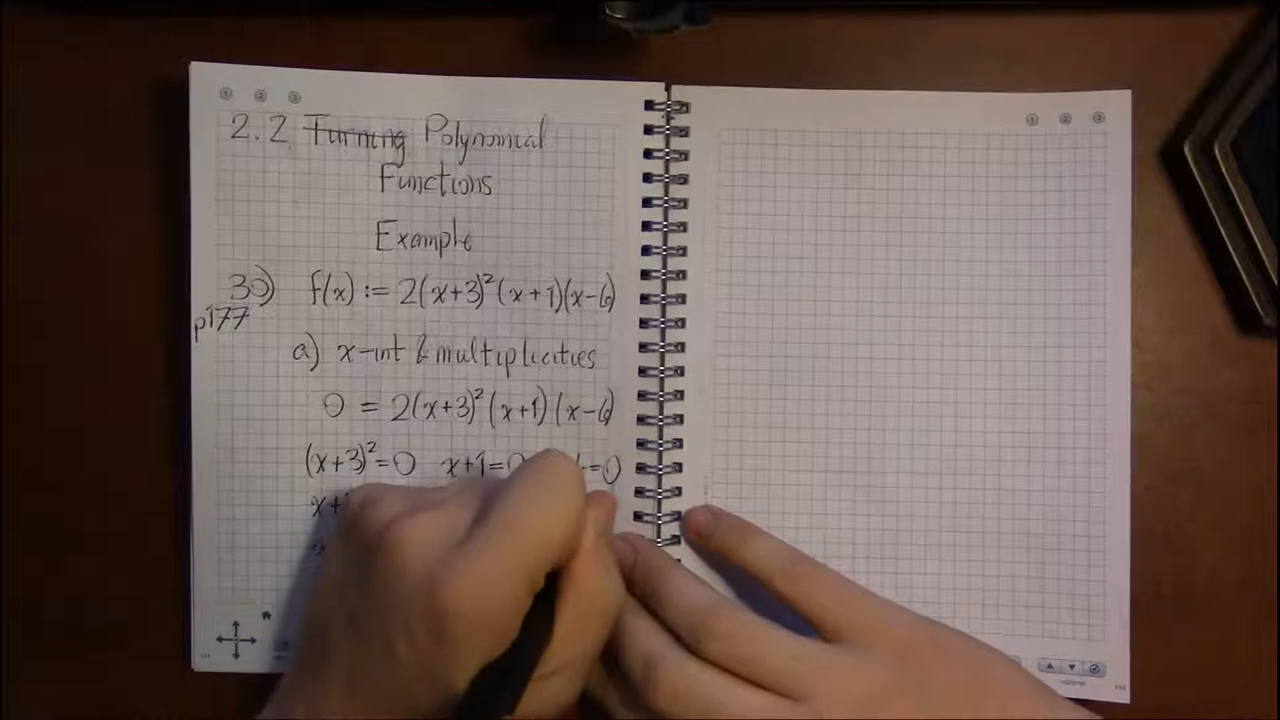 2.2 Turning Polynomial
Functions
Example
30) f(x) := 2(x+3)²(x+1)(x-6)
p177
a) x-int & multiplicities
0 = 2(x+3)²(x+1)(x-6)
(x+3)²=0 x+1=0 =0
x+